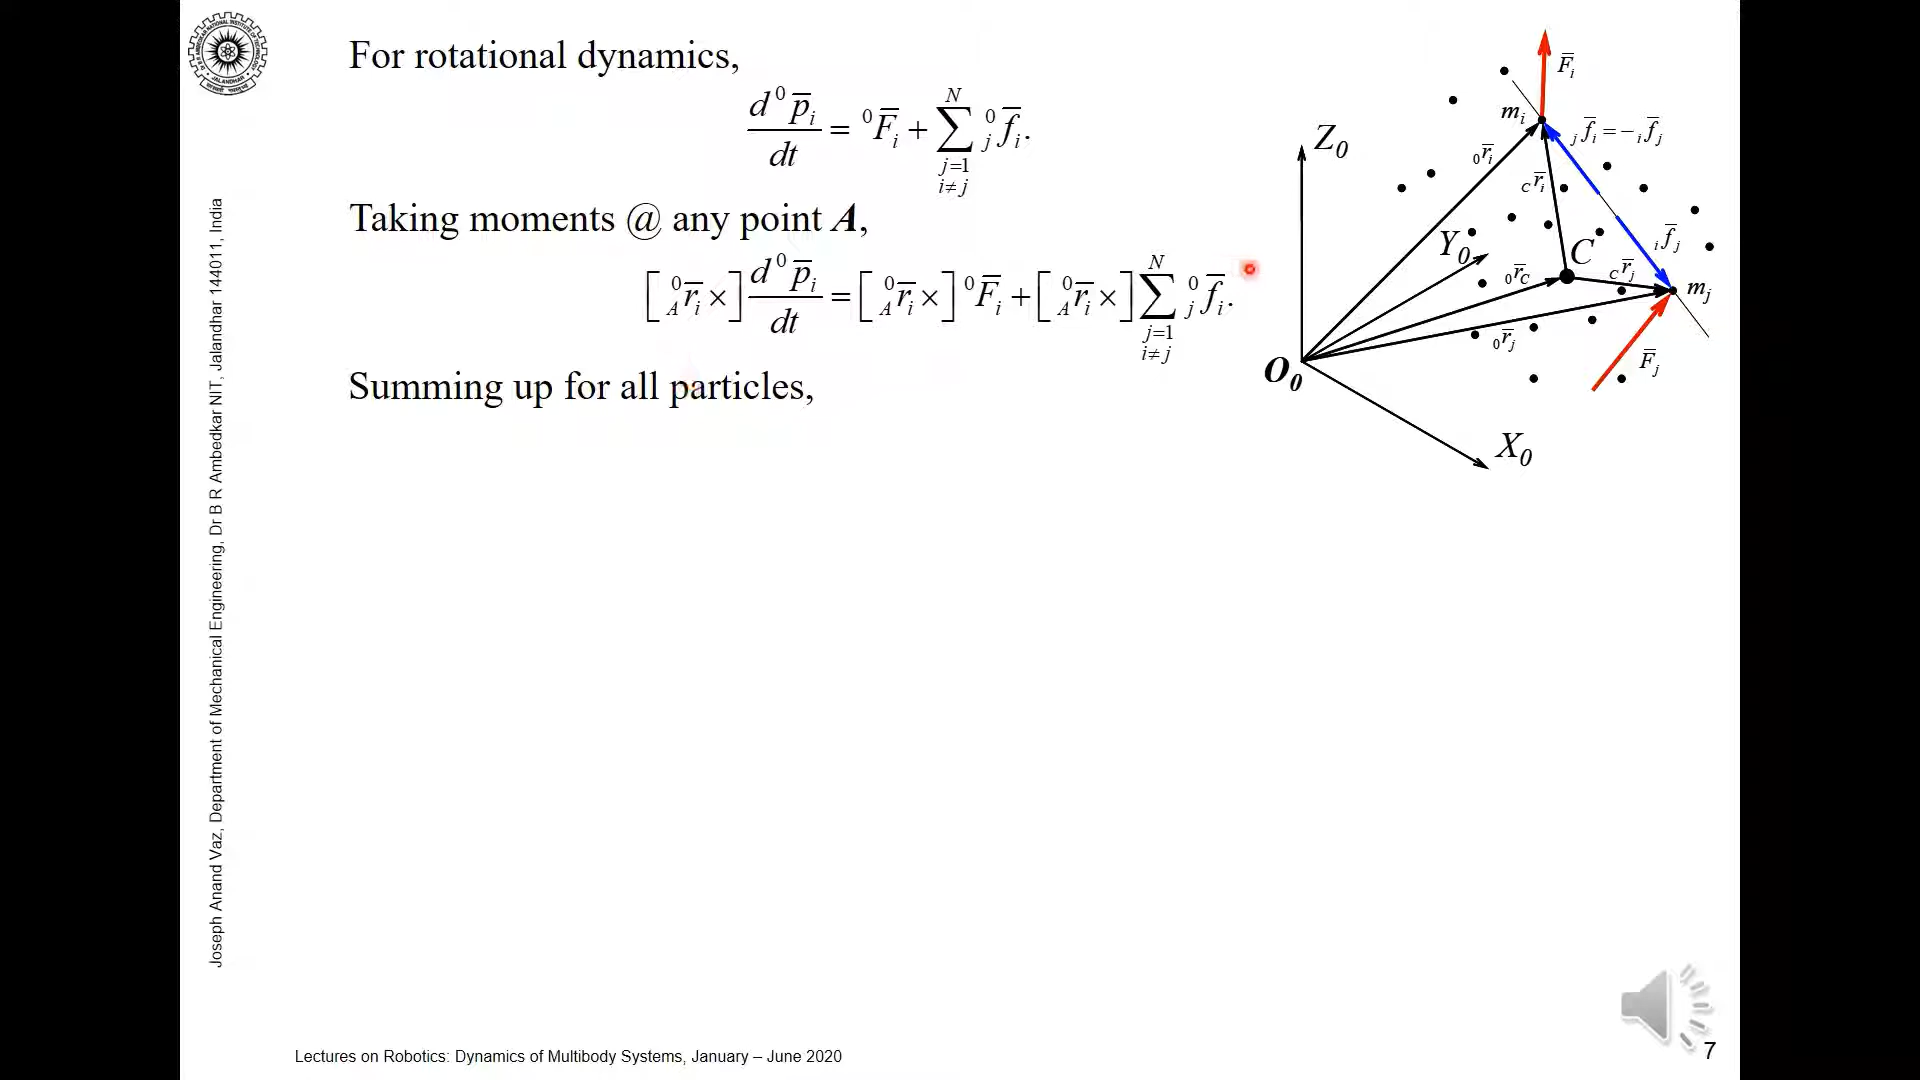 For rotational dynamics,
d ⁰p̄ᵢ / dt = ⁰F̄ᵢ + ∑_{j=1, i≠j}^{N} ⁰ⱼf̄ᵢ.
Taking moments @ any point A,
[⁰_A r̄ᵢ ×] d ⁰p̄ᵢ / dt = [⁰_A r̄ᵢ ×] ⁰F̄ᵢ + [⁰_A r̄ᵢ ×] ∑_{j=1, i≠j}^{N} ⁰ⱼf̄ᵢ.
Summing up for all particles,
F̄ᵢ
mᵢ
ⱼf̄ᵢ = −ᵢf̄ⱼ
Z₀
₀r̄ᵢ
_C r̄ᵢ
Y₀
ᵢf̄ⱼ
C
₀r̄_C
_C r̄ⱼ
mⱼ
₀r̄ⱼ
O₀
F̄ⱼ
X₀
Joseph Anand Vaz, Department of Mechanical Engineering, Dr B R Ambedkar NIT, Jalandhar 144011, India
JALANDHAR
Lectures on Robotics: Dynamics of Multibody Systems, January – June 2020
7